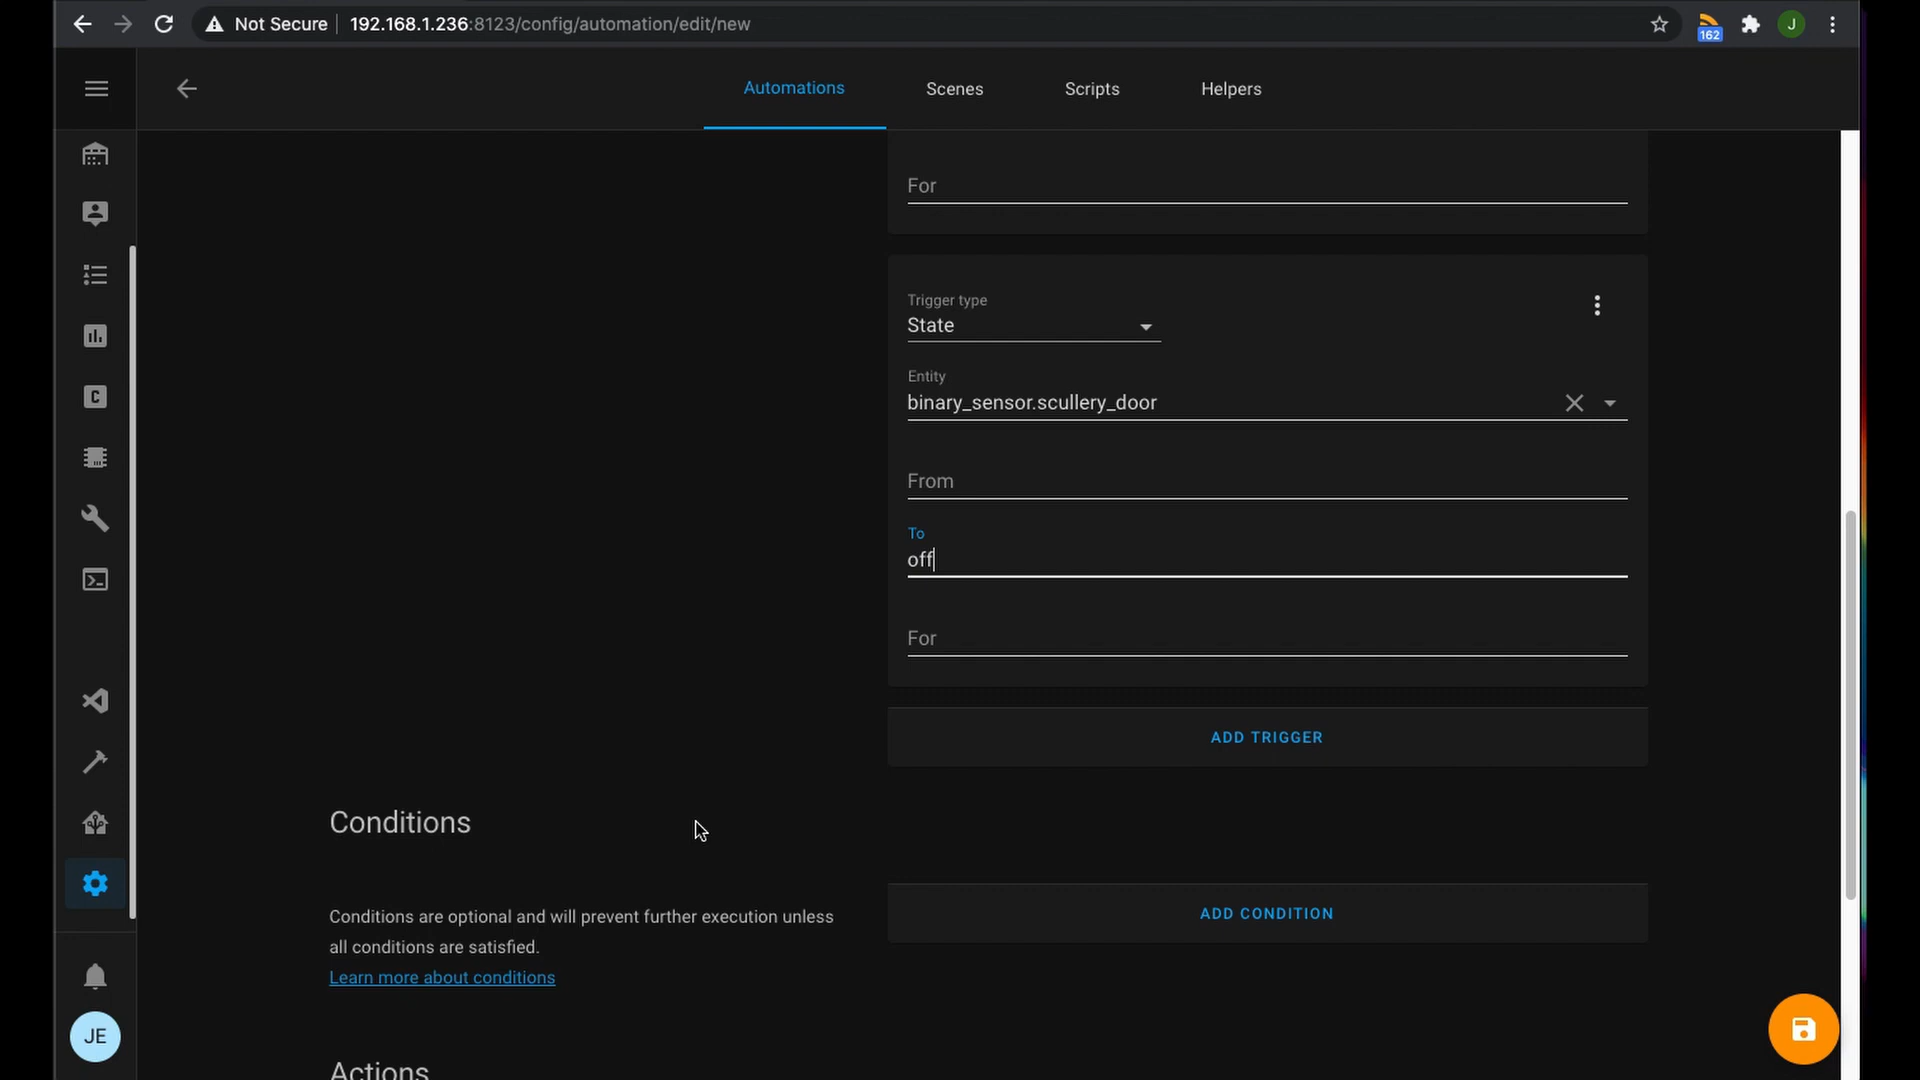 Not Secure 192.168.1.236:8123/config/automation/edit/new
162
J
Automations Scenes Scripts Helpers
For
Trigger type
State
Entity
binary_sensor.scullery_door
From
To
off
For
ADD TRIGGER
Conditions
ADD CONDITION
Conditions are optional and will prevent further execution unless
all conditions are satisfied.
Learn more about conditions
C
JE
Actions